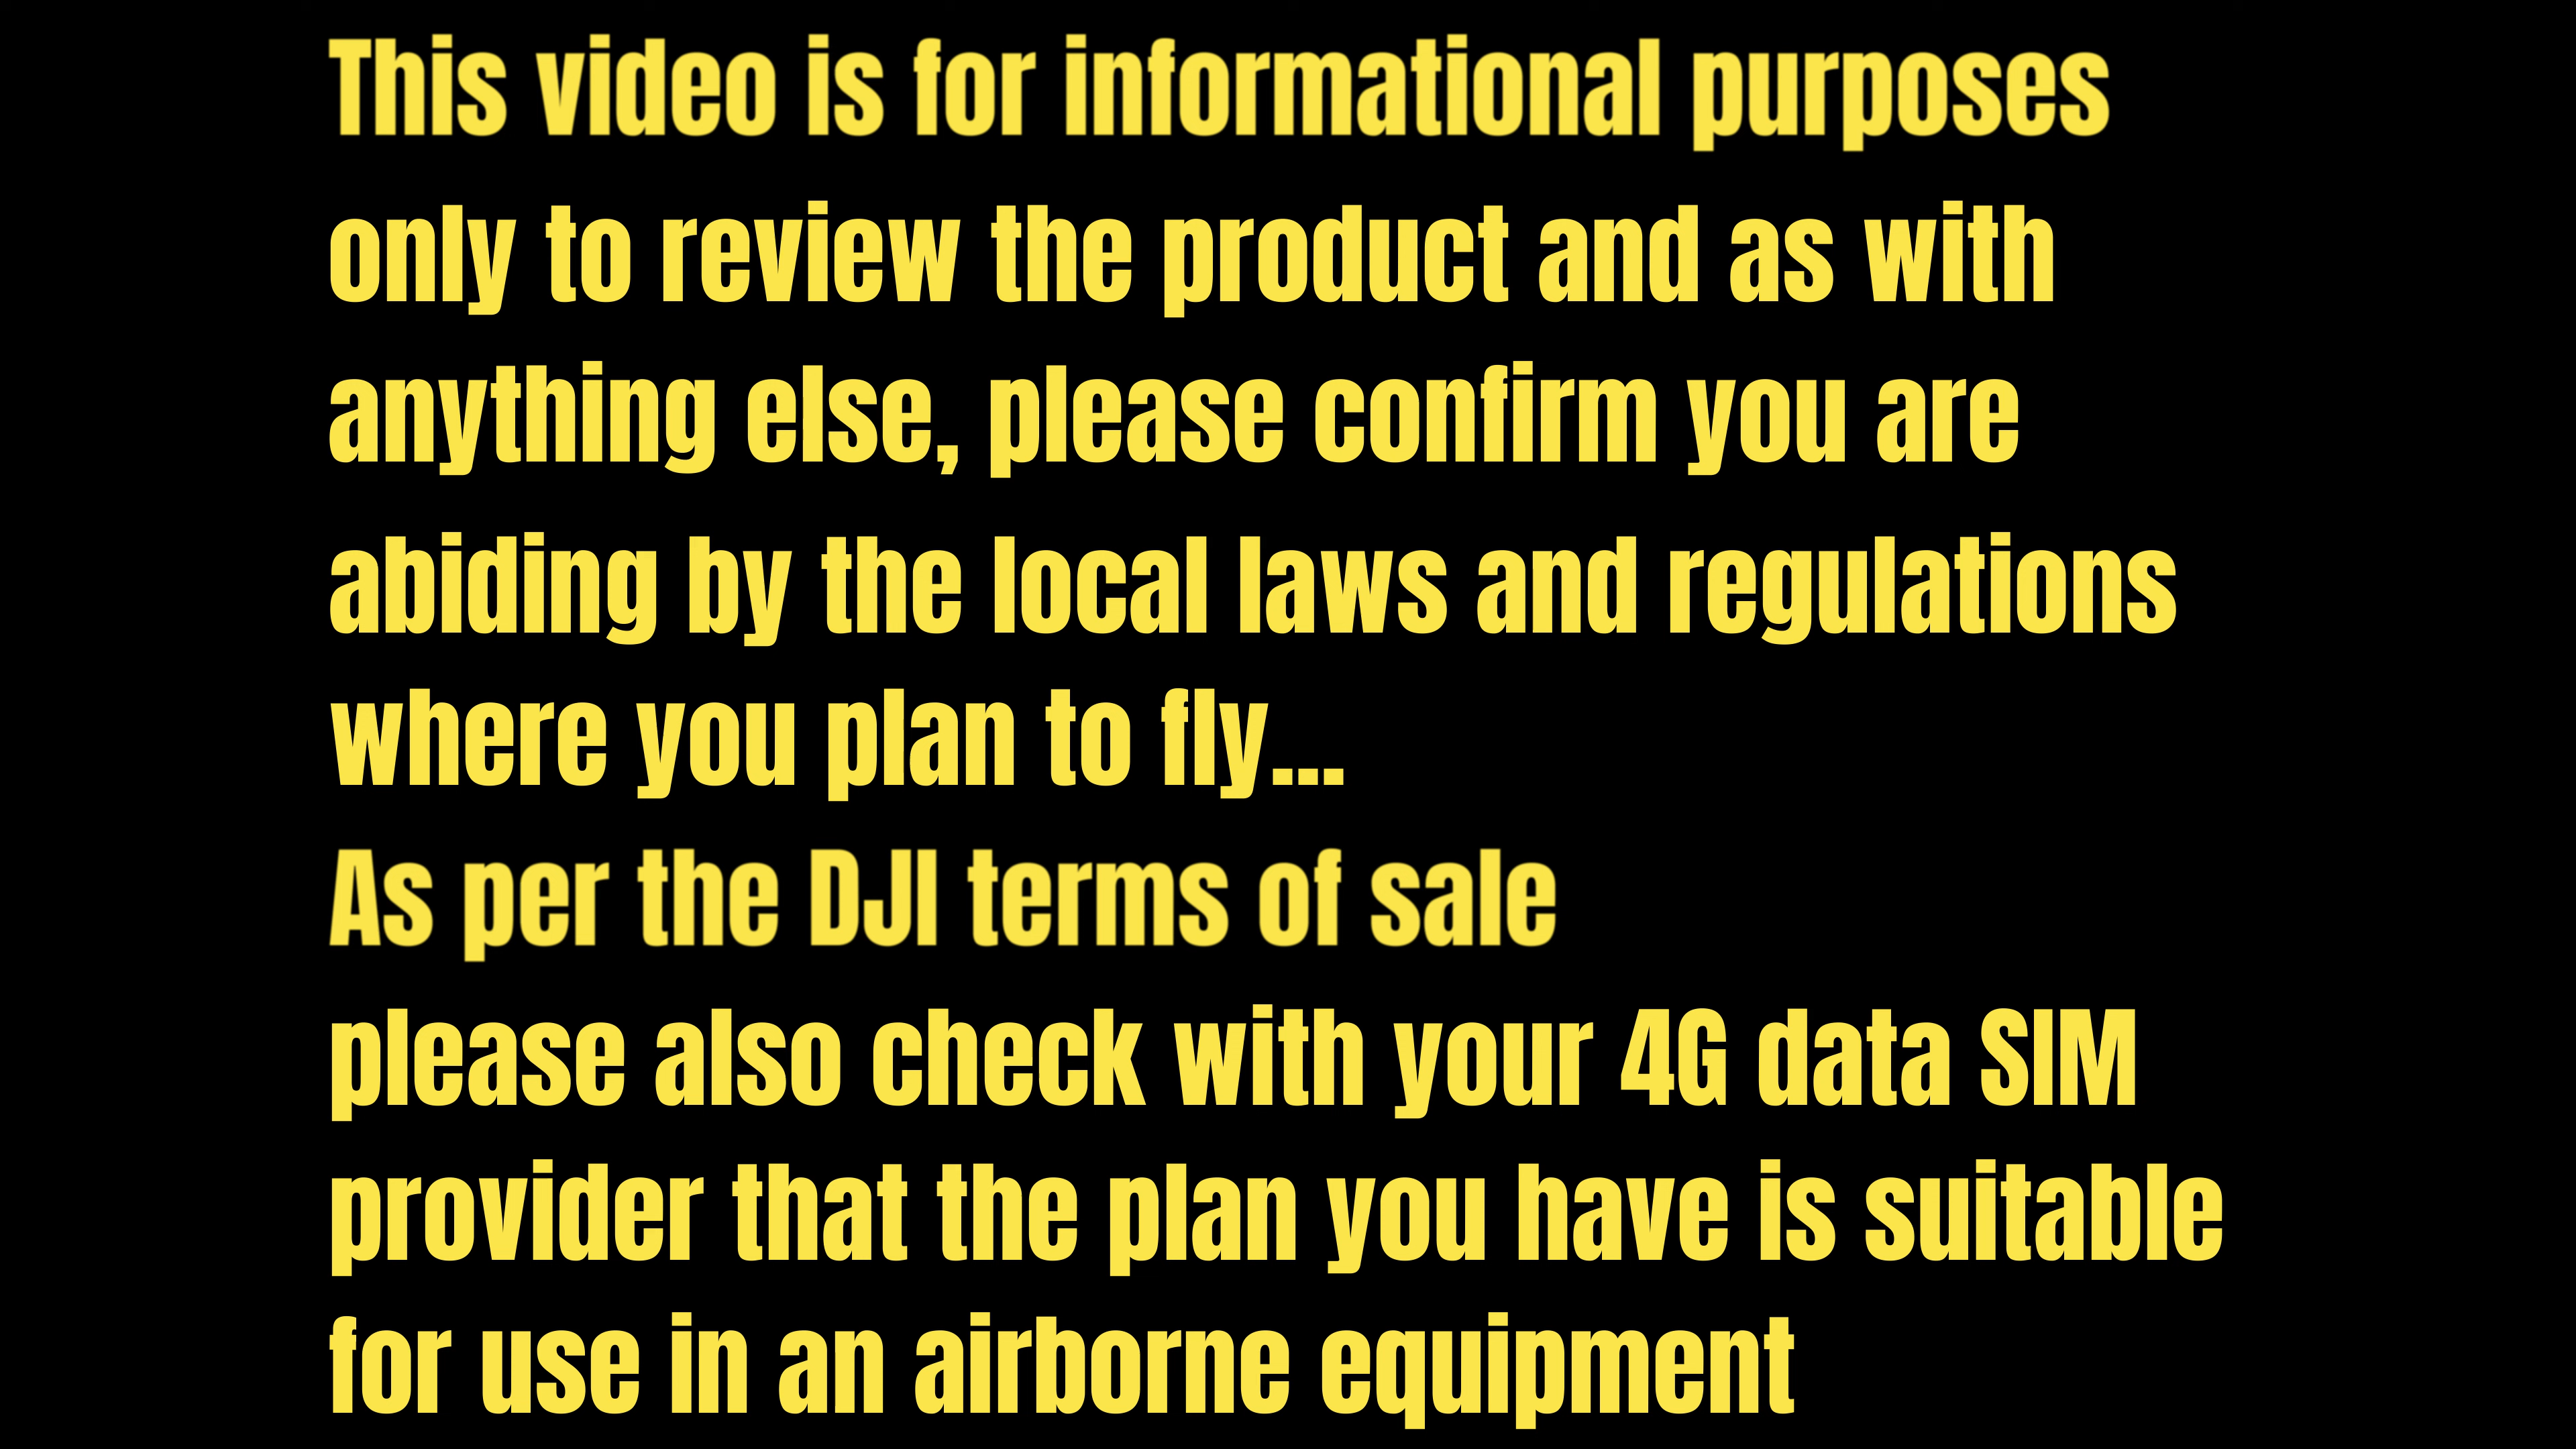 This video is for informational purposes
only to review the product and as with
anything else, please confirm you are
abiding by the local laws and regulations
where you plan to fly...
As per the DJI terms of sale
please also check with your 4G data SIM
provider that the plan you have is suitable
for use in an airborne equipment